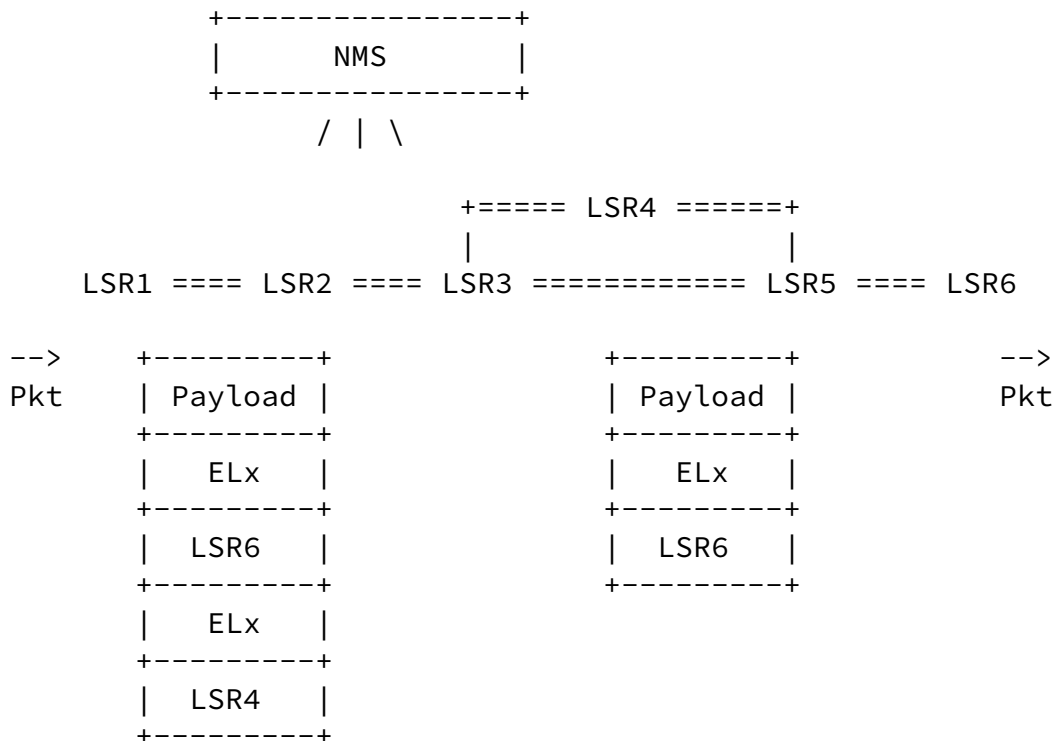 +----------------+
|      NMS       |
+----------------+
/ | \
+===== LSR4 ======+
|                 |
LSR1 ==== LSR2 ==== LSR3 ============ LSR5 ==== LSR6
-->    +---------+               +---------+           -->
Pkt    | Payload |               | Payload |           Pkt
+---------+               +---------+
|   ELx   |               |   ELx   |
+---------+               +---------+
|  LSR6   |               |  LSR6   |
+---------+               +---------+
|   ELx   |
+---------+
|  LSR4   |
+---------+